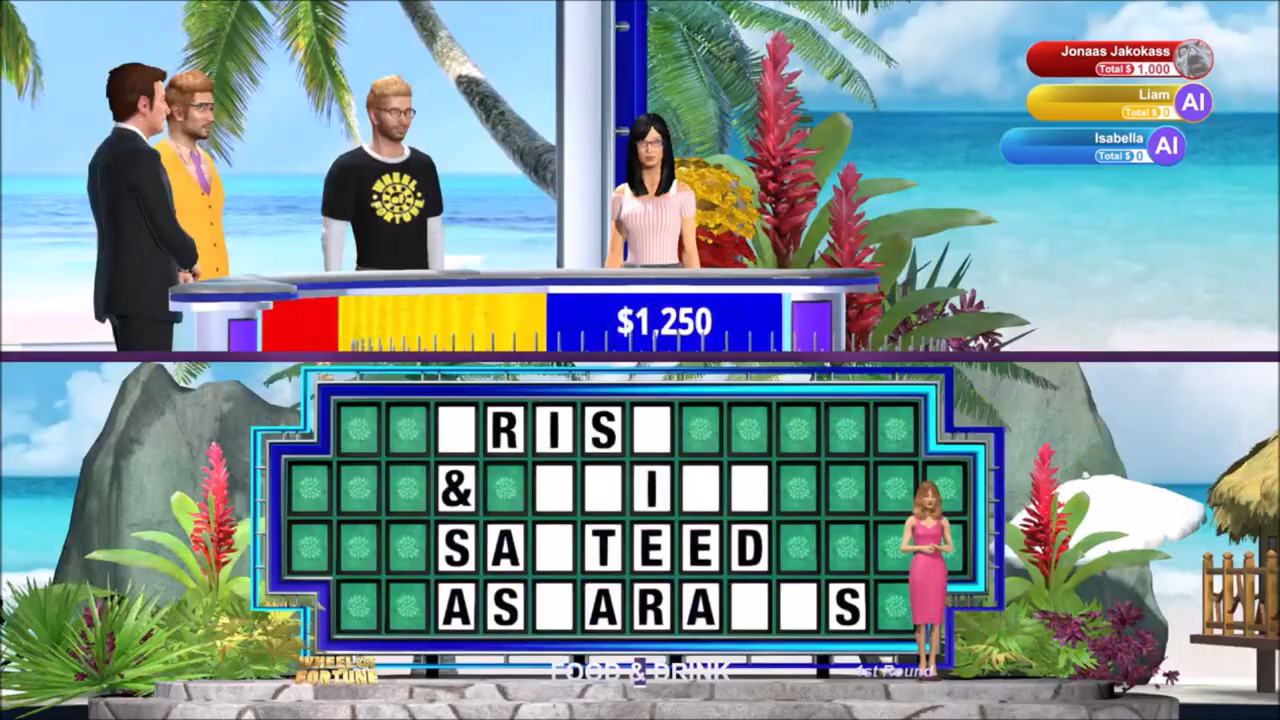 Jonaas Jakokass
Total $ 1,000
Liam
Total $ 0
AI
Isabella
Total $ 0
AI
WHEEL of FORTUNE
$1,250
RIS
& I
SA TEED
AS ARA S
WHEEL OF FORTUNE
FOOD & DRINK
1st Round